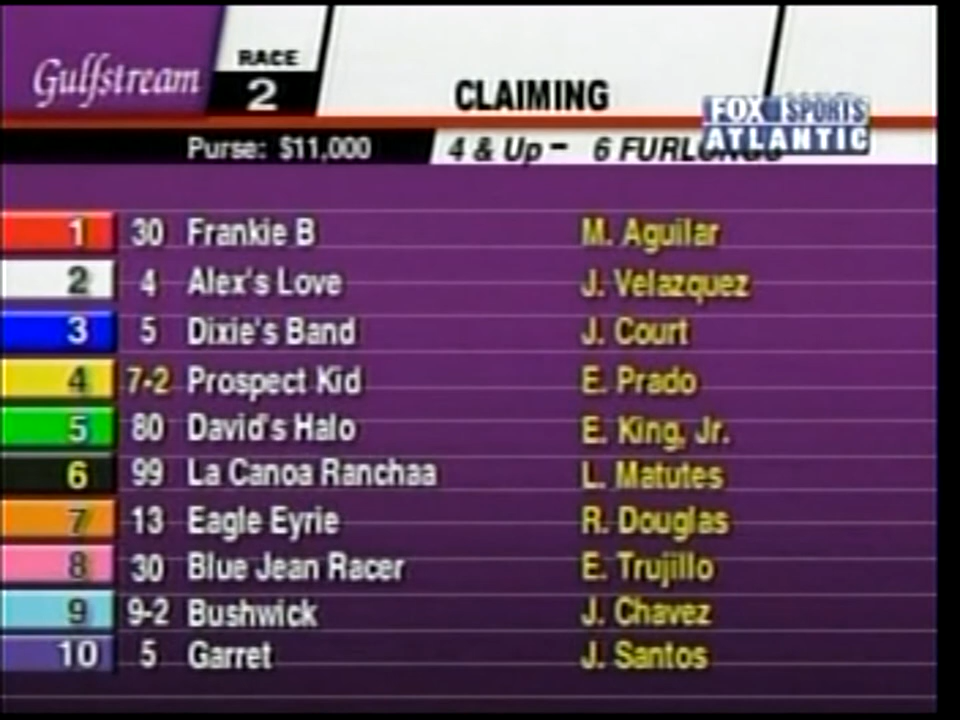 Gulfstream
RACE
2
CLAIMING
FOX SPORTS
ATLANTIC
Purse: $11,000
4 & Up - 6 FURLONGS
1 30 Frankie B M. Aguilar
2 4 Alex's Love J. Velazquez
3 5 Dixie's Band J. Court
4 7-2 Prospect Kid E. Prado
5 80 David's Halo E. King, Jr.
6 99 La Canoa Ranchaa L. Matutes
7 13 Eagle Eyrie R. Douglas
8 30 Blue Jean Racer E. Trujillo
9 9-2 Bushwick J. Chavez
10 5 Garret J. Santos